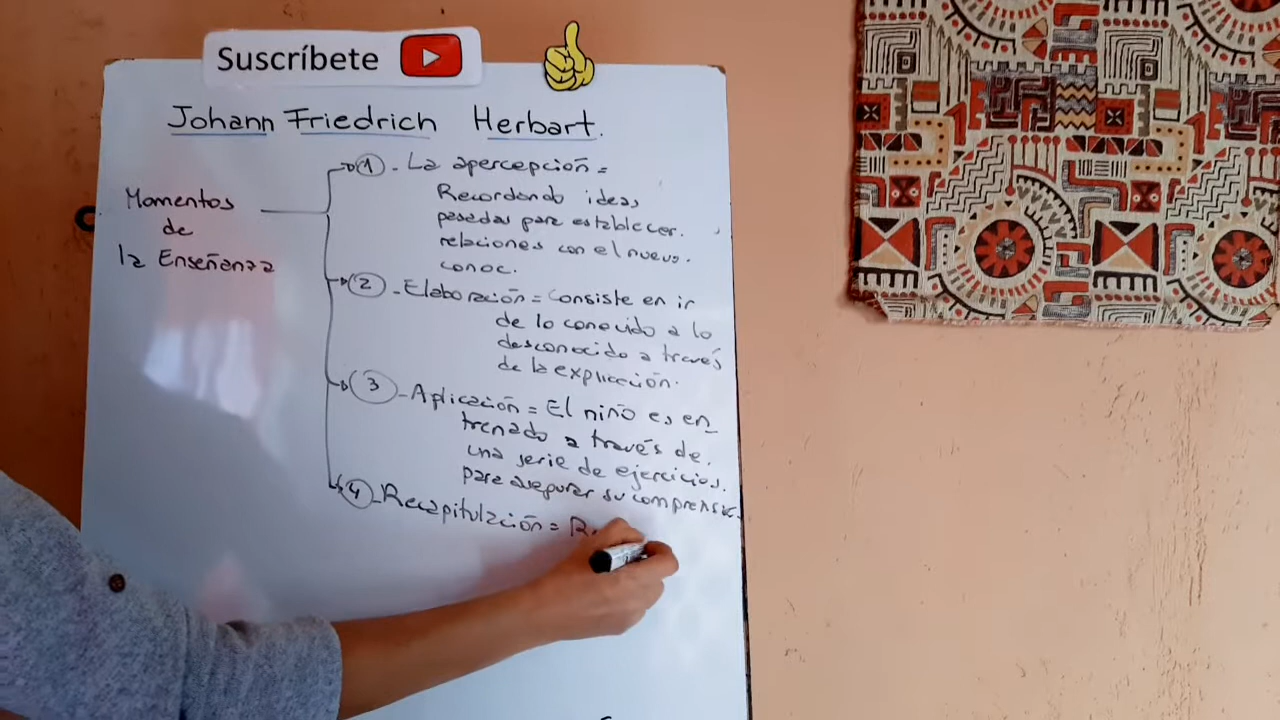 Suscríbete
Johann Friedrich Herbart.
Momentos
de
la Enseñanza
1 - La apercepción =
Recordando ideas
pasadas para establecer.
relaciones con el nuevo.
conoc.
2 - Elaboración = Consiste en ir
de lo conocido a lo
desconocido a través
de la explicación.
3 - Aplicación = El niño es en_
trenado a través de.
una serie de ejercicios.
para asegurar su
4 - Recapitulación =